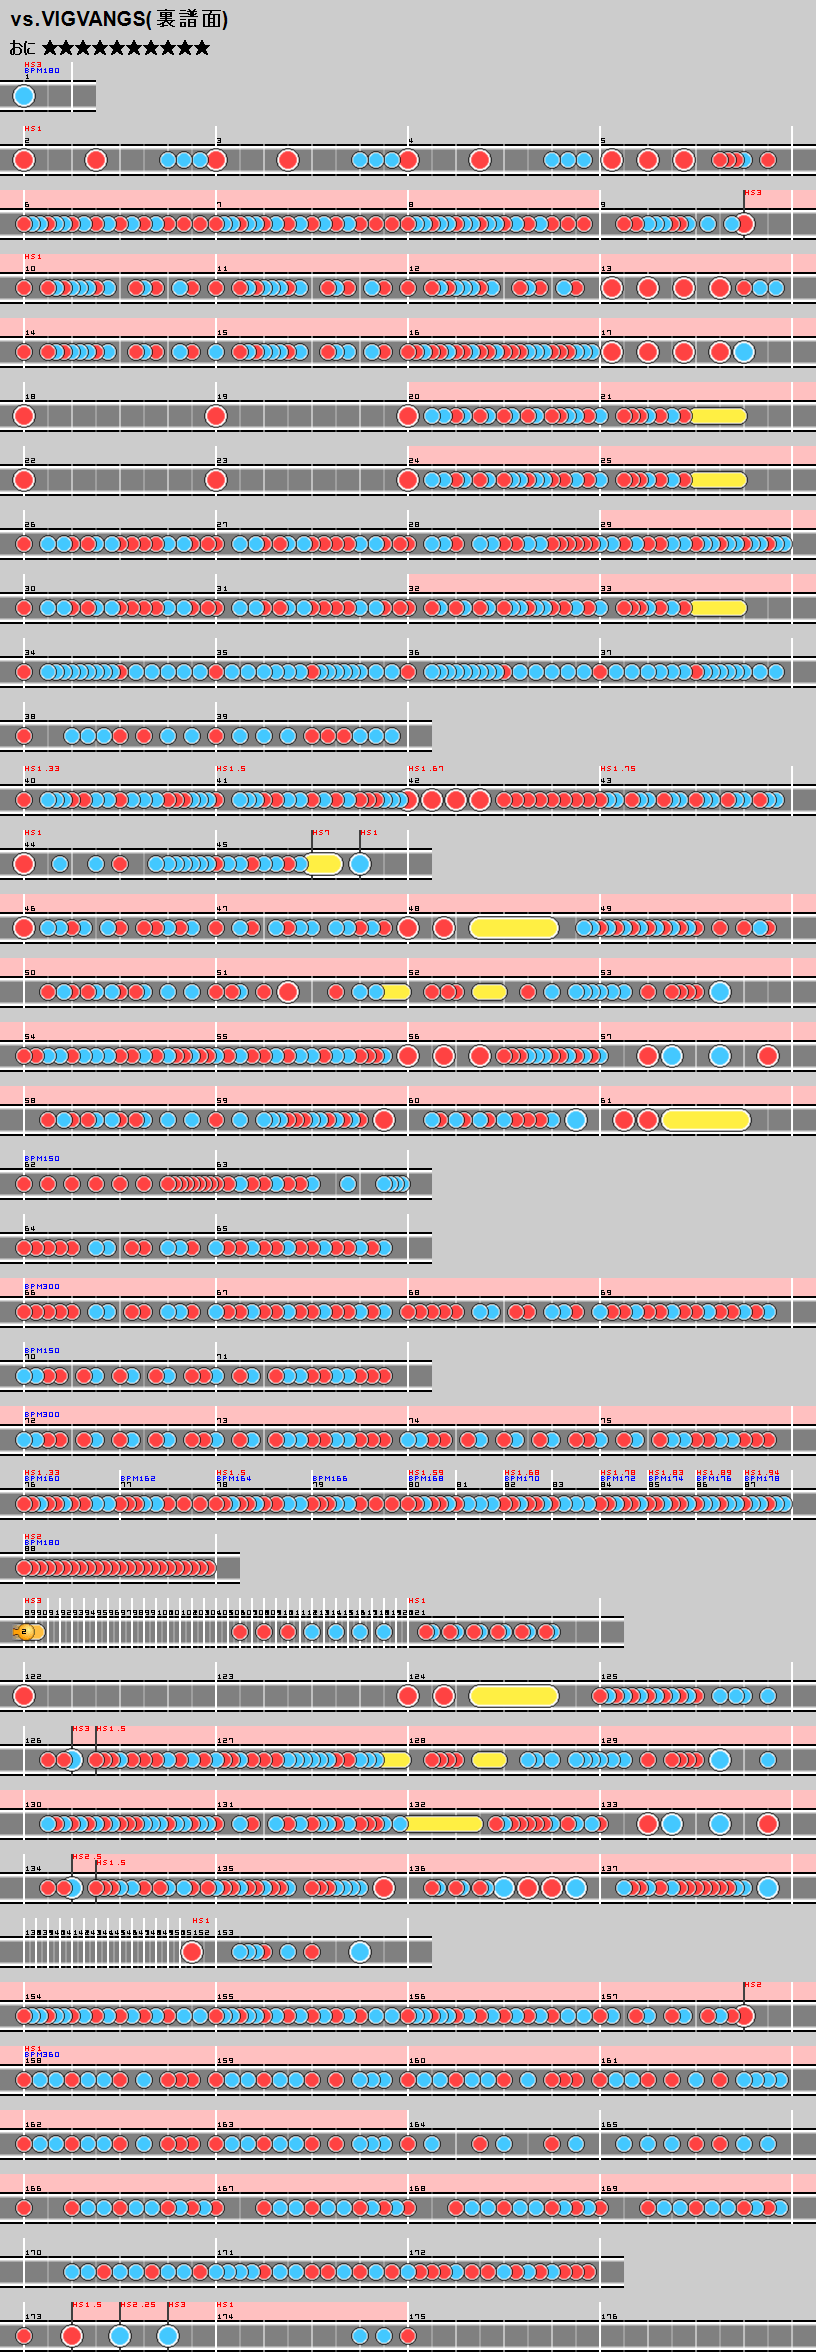 vs.VIGVANGS(裏譜面)
おに ★★★★★★★★★★
HS3
BPM180
1
HS1
2 3 4 5
HS3
6 7 8 9
HS1
10 11 12 13
14 15 16 17
18 19 20 21
22 23 24 25
26 27 28 29
30 31 32 33
34 35 36 37
38 39
HS1.33 HS1.5 HS1.67 HS1.75
40 41 42 43
HS1 HS7 HS1
44 45
46 47 48 49
50 51 52 53
54 55 56 57
58 59 60 61
BPM150
62 63
64 65
BPM300
66 67 68 69
BPM150
70 71
BPM300
72 73 74 75
HS1.33 HS1.5 HS1.59 HS1.68 HS1.78 HS1.83 HS1.89 HS1.94
BPM160 BPM162 BPM164 BPM166 BPM168 BPM170 BPM172 BPM174 BPM176 BPM178
76 77 78 79 80 81 82 83 84 85 86 87
HS2
BPM180
88
HS3 HS1
2
122 123 124 125
HS3 HS1.5
126 127 128 129
130 131 132 133
HS2.5 HS1.5
134 135 136 137
HS1
152 153
HS2
154 155 156 157
HS1
BPM360
158 159 160 161
162 163 164 165
166 167 168 169
170 171 172
HS1.5 HS2.25 HS3 HS1
173 174 175 176